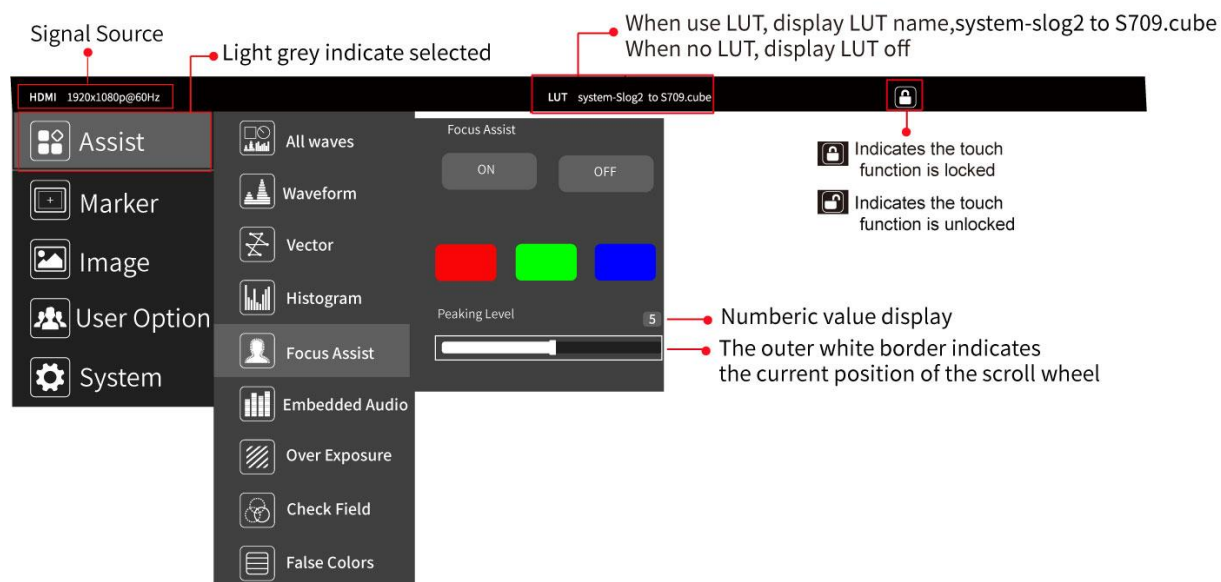 Signal Source
Light grey indicate selected
When use LUT, display LUT name,system-slog2 to S709.cube
When no LUT, display LUT off
HDMI 1920x1080p@60Hz
LUT system-Slog2 to S709.cube
Assist
Marker
Image
User Option
System
All waves
Waveform
Vector
Histogram
Focus Assist
Embedded Audio
Over Exposure
Check Field
False Colors
Focus Assist
ON
OFF
Peaking Level
5
Indicates the touch
function is locked
Indicates the touch
function is unlocked
Numberic value display
The outer white border indicates
the current position of the scroll wheel